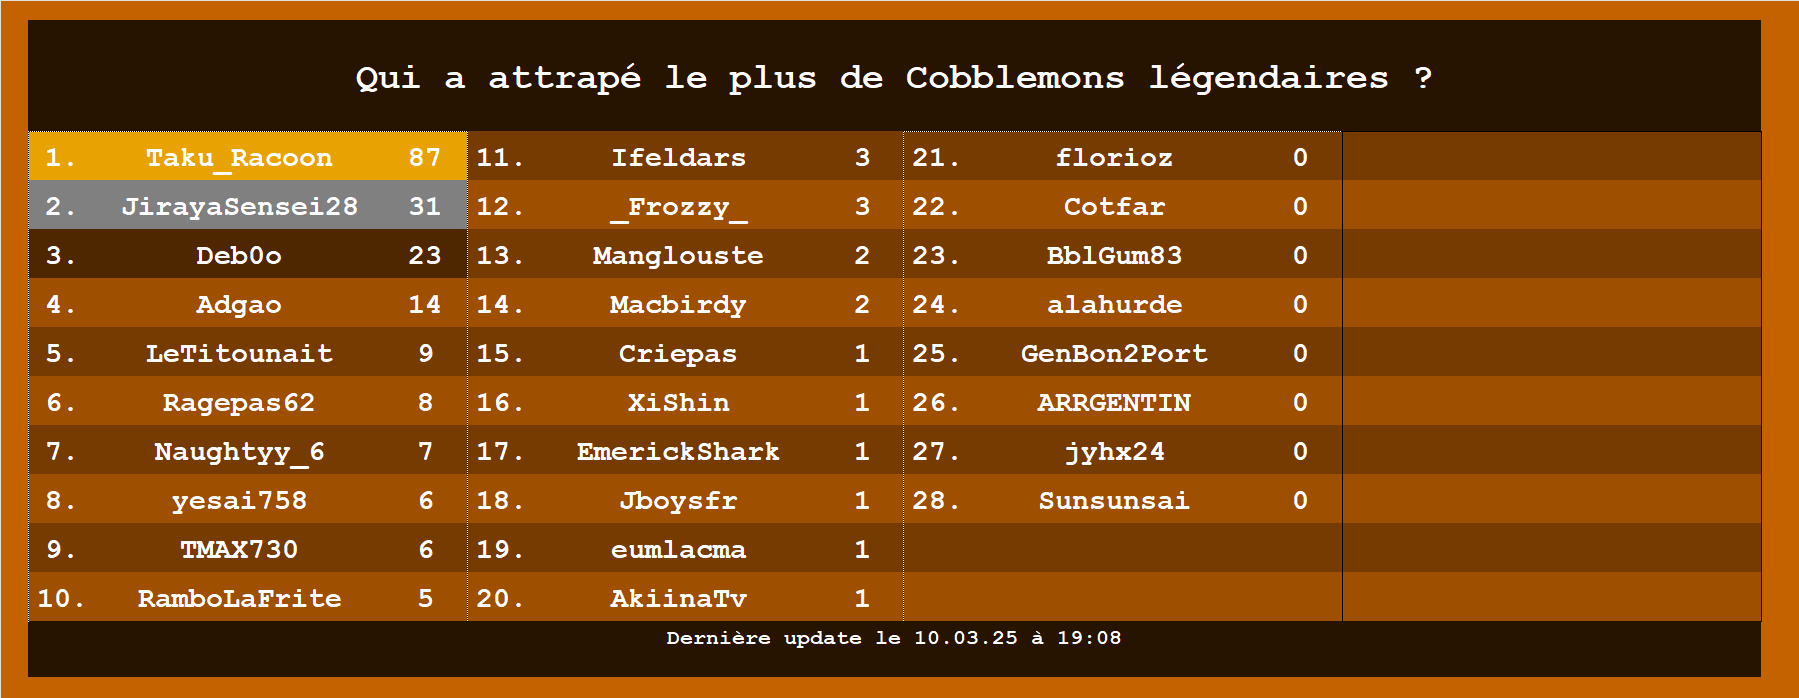 Qui a attrapé le plus de Cobblemons légendaires ?
1. Taku_Racoon 87
2. JirayaSensei28 31
3. Deb0o 23
4. Adgao 14
5. LeTitounait 9
6. Ragepas62 8
7. Naughtyy_6 7
8. yesai758 6
9. TMAX730 6
10. RamboLaFrite 5
11. Ifeldars 3
12. _Frozzy_ 3
13. Manglouste 2
14. Macbirdy 2
15. Criepas 1
16. XiShin 1
17. EmerickShark 1
18. Jboysfr 1
19. eumlacma 1
20. AkiinaTv 1
21. florioz 0
22. Cotfar 0
23. BblGum83 0
24. alahurde 0
25. GenBon2Port 0
26. ARRGENTIN 0
27. jyhx24 0
28. Sunsunsai 0
Dernière update le 10.03.25 à 19:08